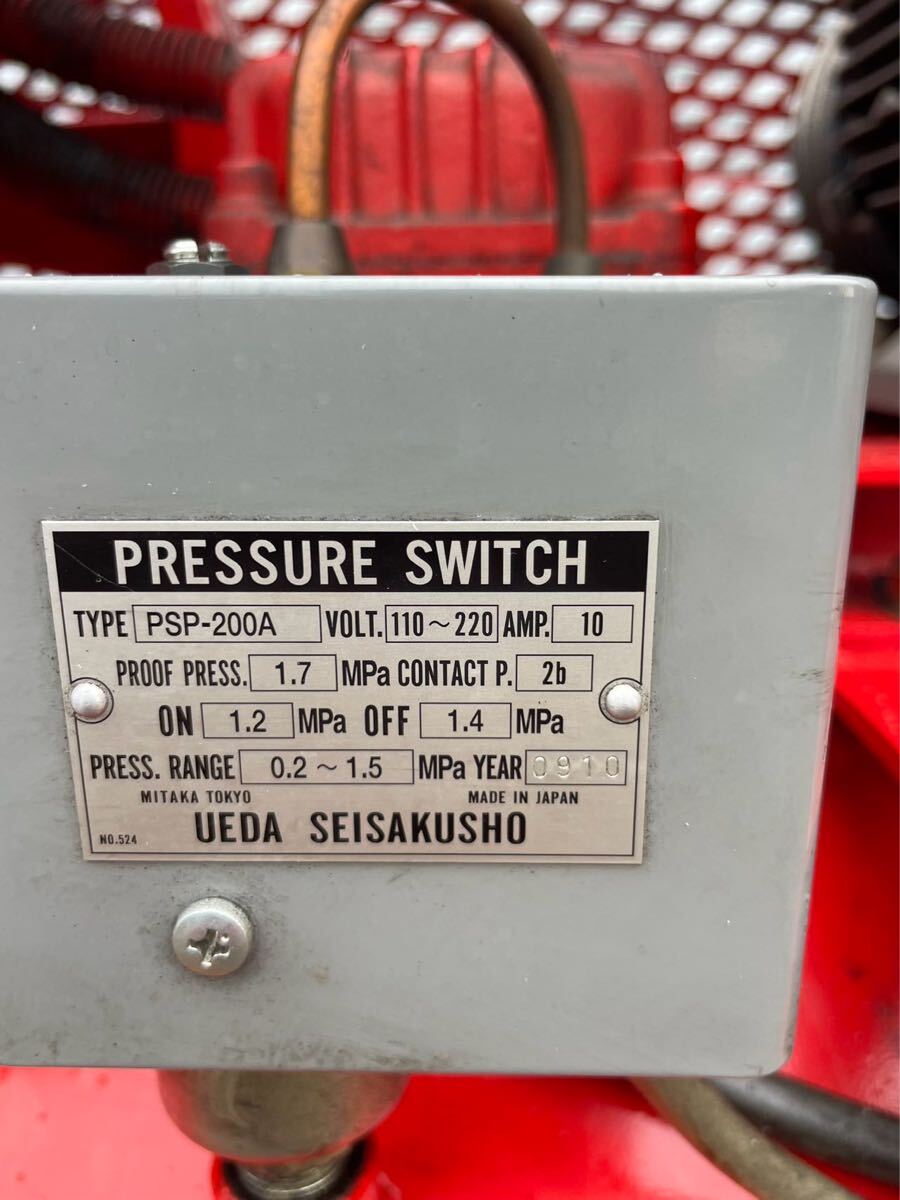 PRESSURE SWITCH
TYPE PSP-200A VOLT. 110~220 AMP. 10
PROOF PRESS. 1.7 MPa CONTACT P. 2b
ON 1.2 MPa OFF 1.4 MPa
PRESS. RANGE 0.2~1.5 MPa YEAR 0910
MITAKA TOKYO MADE IN JAPAN
NO.524 UEDA SEISAKUSHO